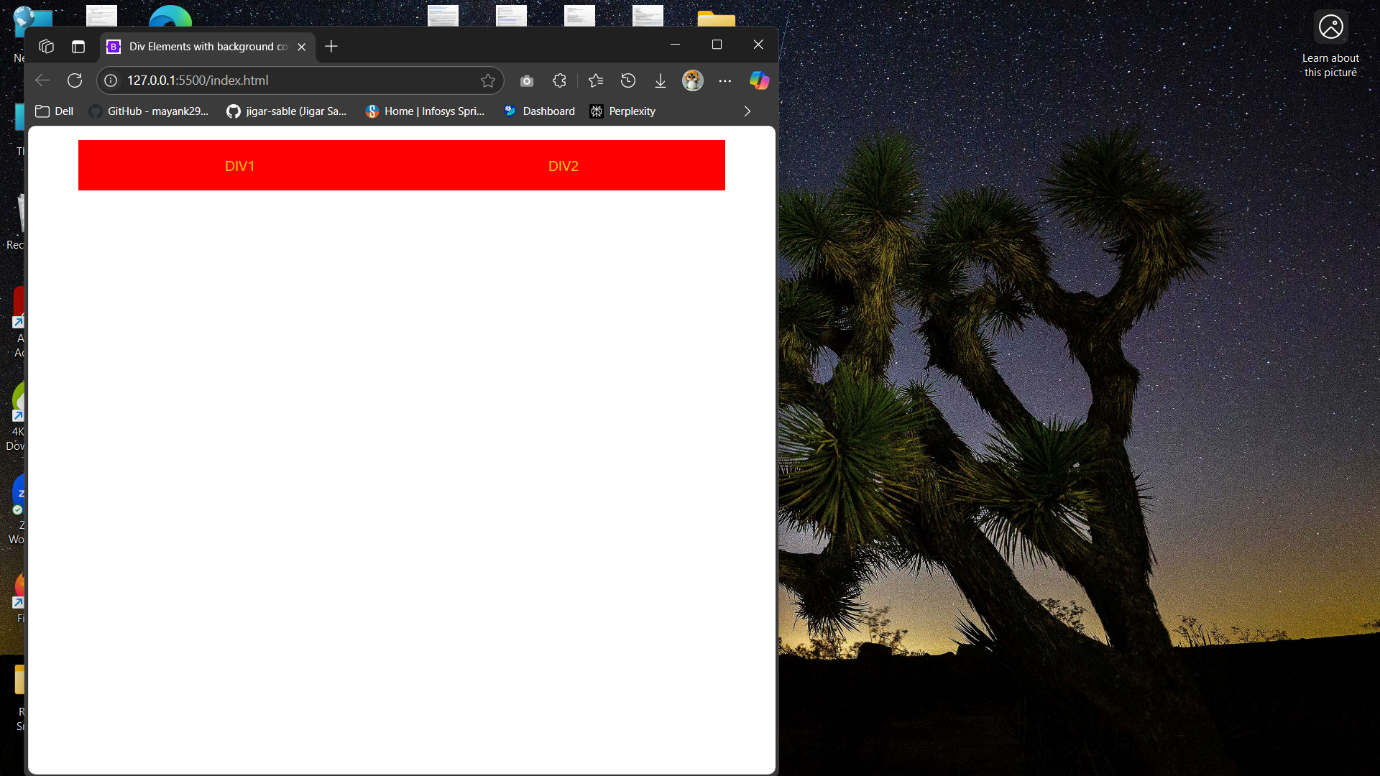 Div Elements with background co
127.0.0.1:5500/index.html
Dell
GitHub - mayank29...
jigar-sable (Jigar Sa...
Home | Infosys Spri...
Dashboard
Perplexity
DIV1
DIV2
Learn about
this picture